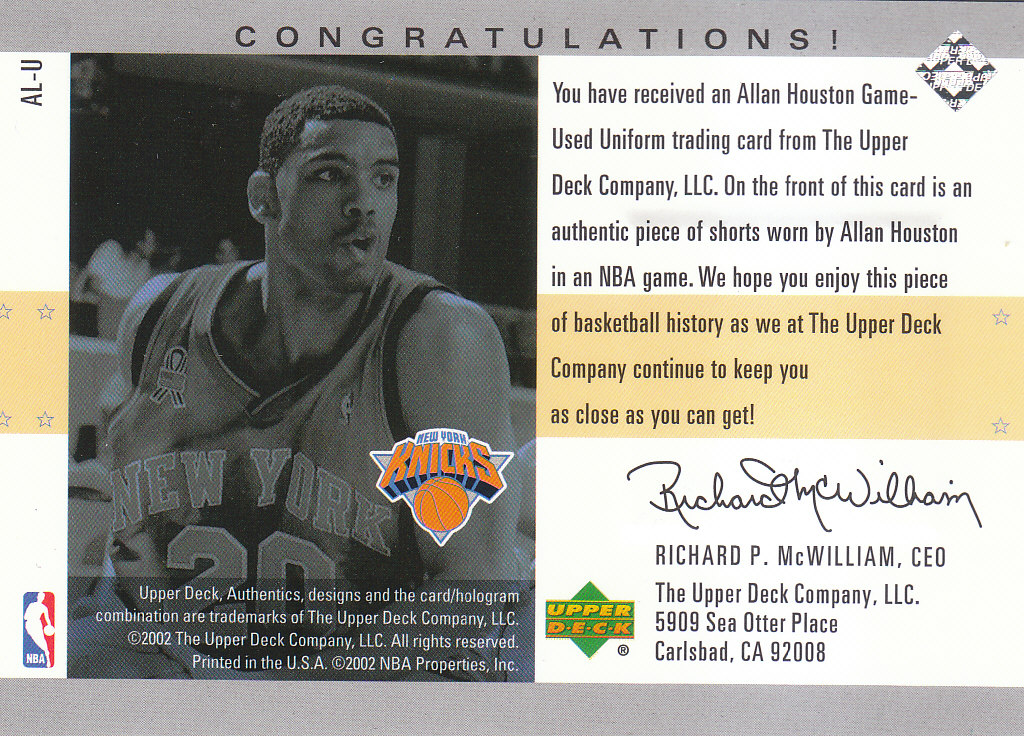 CONGRATULATIONS!
AL-U
You have received an Allan Houston Game-
Used Uniform trading card from The Upper
Deck Company, LLC. On the front of this card is an
authentic piece of shorts worn by Allan Houston
in an NBA game. We hope you enjoy this piece
of basketball history as we at The Upper Deck
Company continue to keep you
as close as you can get!
Richard McWilliam
RICHARD P. McWILLIAM, CEO
The Upper Deck Company, LLC.
5909 Sea Otter Place
Carlsbad, CA 92008
UPPER
D·E·C·K
®
NEW YORK
KNICKS
NEW YORK
20
Upper Deck, Authentics, designs and the card/hologram
combination are trademarks of The Upper Deck Company, LLC.
©2002 The Upper Deck Company, LLC. All rights reserved.
Printed in the U.S.A. ©2002 NBA Properties, Inc.
NBA